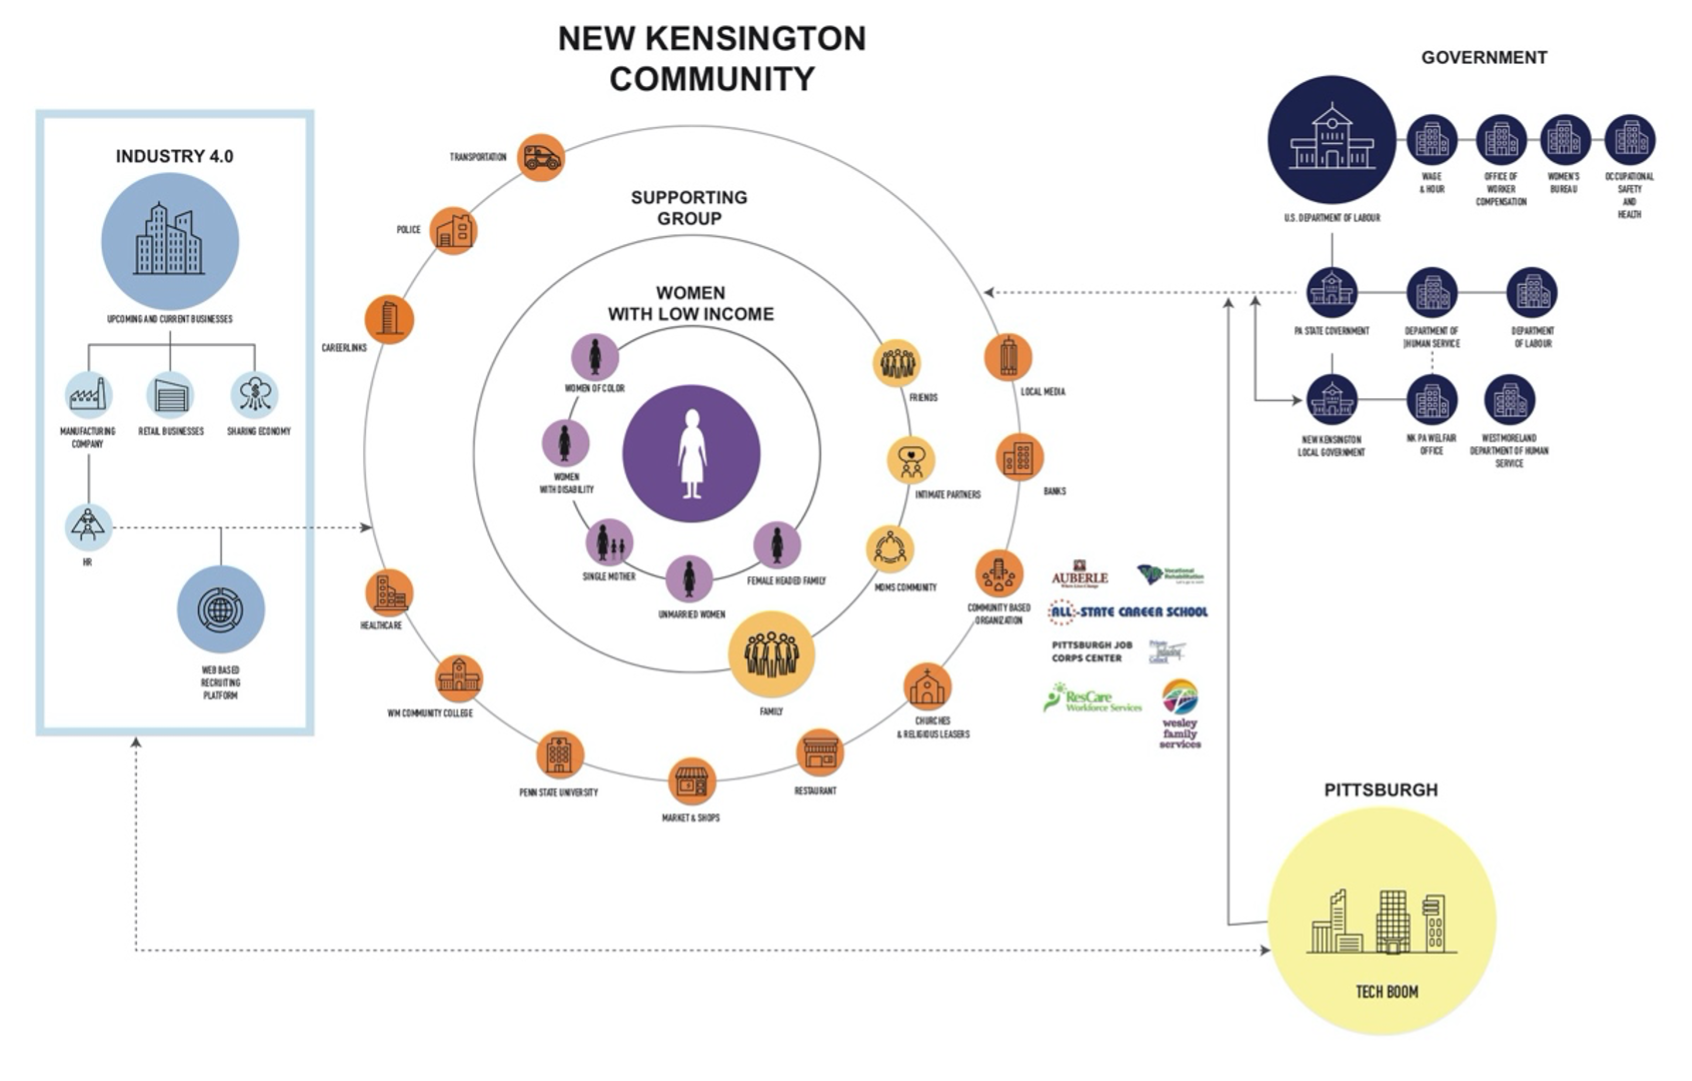 NEW KENSINGTON
COMMUNITY
INDUSTRY 4.0
UPCOMING AND CURRENT BUSINESSES
MANUFACTURING
COMPANY
RETAIL BUSINESSES
SHARING ECONOMY
HR
WEB BASED
RECRUITING
PLATFORM
TRANSPORTATION
POLICE
CAREERLINKS
HEALTHCARE
WM COMMUNITY COLLEGE
PENN STATE UNIVERSITY
MARKET & SHOPS
RESTAURANT
CHURCHES
& RELIGIOUS LEASERS
COMMUNITY BASED
ORGANIZATION
BANKS
LOCAL MEDIA
SUPPORTING
GROUP
FRIENDS
INTIMATE PARTNERS
MOMS COMMUNITY
FAMILY
WOMEN
WITH LOW INCOME
WOMEN OF COLOR
WOMEN
WITH DISABILITY
SINGLE MOTHER
UNMARRIED WOMEN
FEMALE HEADED FAMILY
AUBERLE
Vocational
Rehabilitation
ALL-STATE CAREER SCHOOL
PITTSBURGH JOB
CORPS CENTER
Private
Industry
Council
ResCare
Workforce Services
wesley
family
services
GOVERNMENT
U.S. DEPARTMENT OF LABOUR
WAGE
& HOUR
OFFICE OF
WORKER
COMPENSATION
WOMEN'S
BUREAU
OCCUPATIONAL
SAFETY
AND
HEALTH
PA STATE GOVERNMENT
DEPARTMENT OF
|HUMAN SERVICE
DEPARTMENT
OF LABOUR
NEW KENSINGTON
LOCAL GOVERNMENT
NK PA WELFAIR
OFFICE
WESTMORELAND
DEPARTMENT OF HUMAN
SERVICE
PITTSBURGH
TECH BOOM